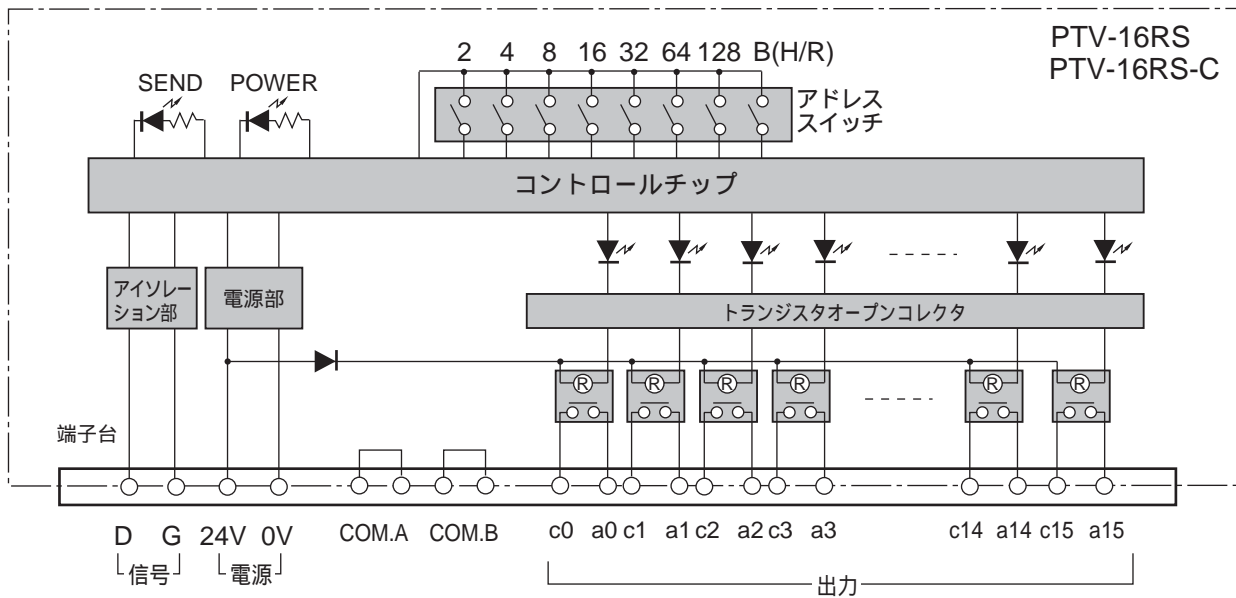 PTV-16RS
PTV-16RS-C
2 4 8 16 32 64 128 B(H/R)
SEND POWER
アドレス
スイッチ
コントロールチップ
アイソレー
ション部
電源部
トランジスタオープンコレクタ
R R R R R R
端子台
D G 24V 0V COM.A COM.B c0 a0 c1 a1 c2 a2 c3 a3 c14 a14 c15 a15
信号 電源 出力